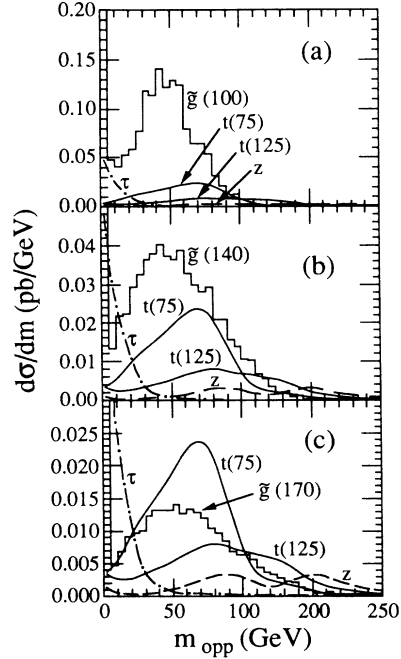 0.20
(a)
0.15
g̃ (100)
0.10
t(75)
t(125)
0.05
τ
z
0.00
(b)
0.04
g̃ (140)
0.03
t(75)
0.02
τ
t(125)
0.01
z
0.00
(c)
0.025
τ
t(75)
0.020
g̃ (170)
0.015
0.010
t(125)
0.005
z
0.000
0 50 100 200 250
dσ/dm (pb/GeV)
m opp (GeV)